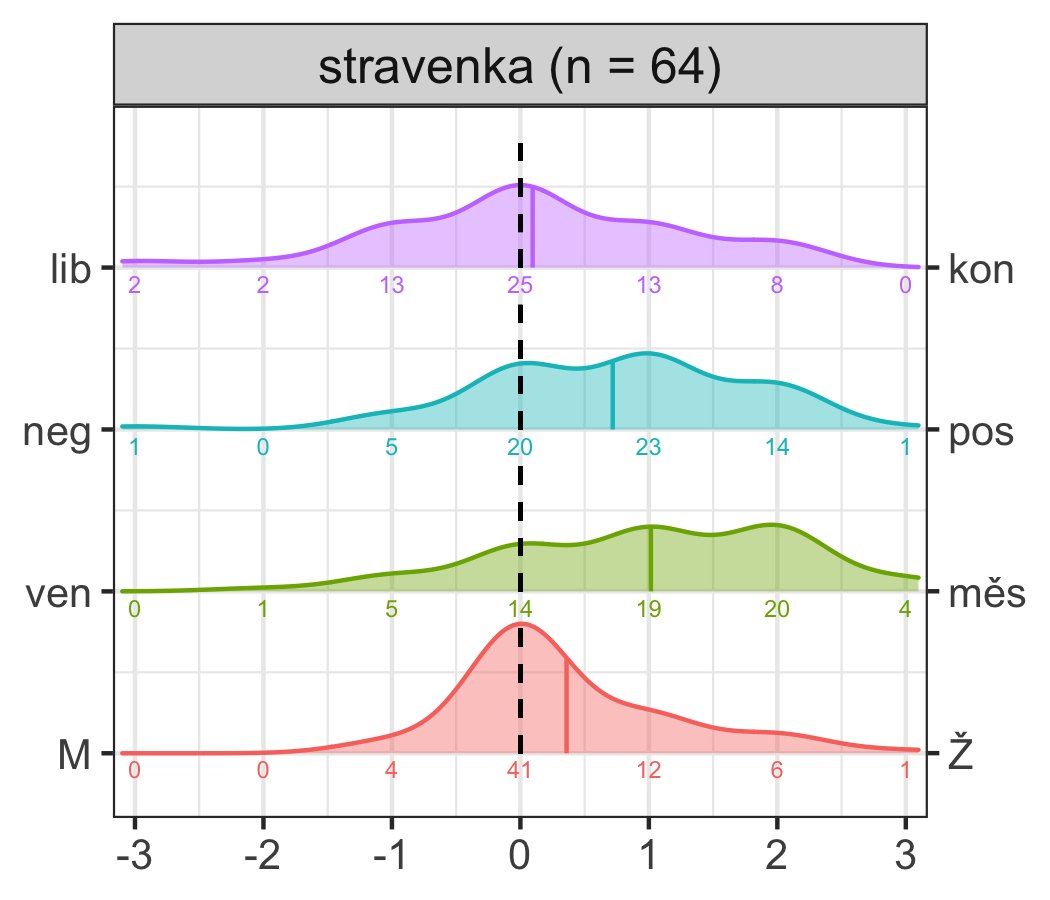 stravenka (n = 64)
lib kon
2 2 13 25 13 8 0
neg pos
1 0 5 20 23 14 1
ven měs
0 1 5 14 19 20 4
M Ž
0 0 4 41 12 6 1
-3 -2 -1 0 1 2 3